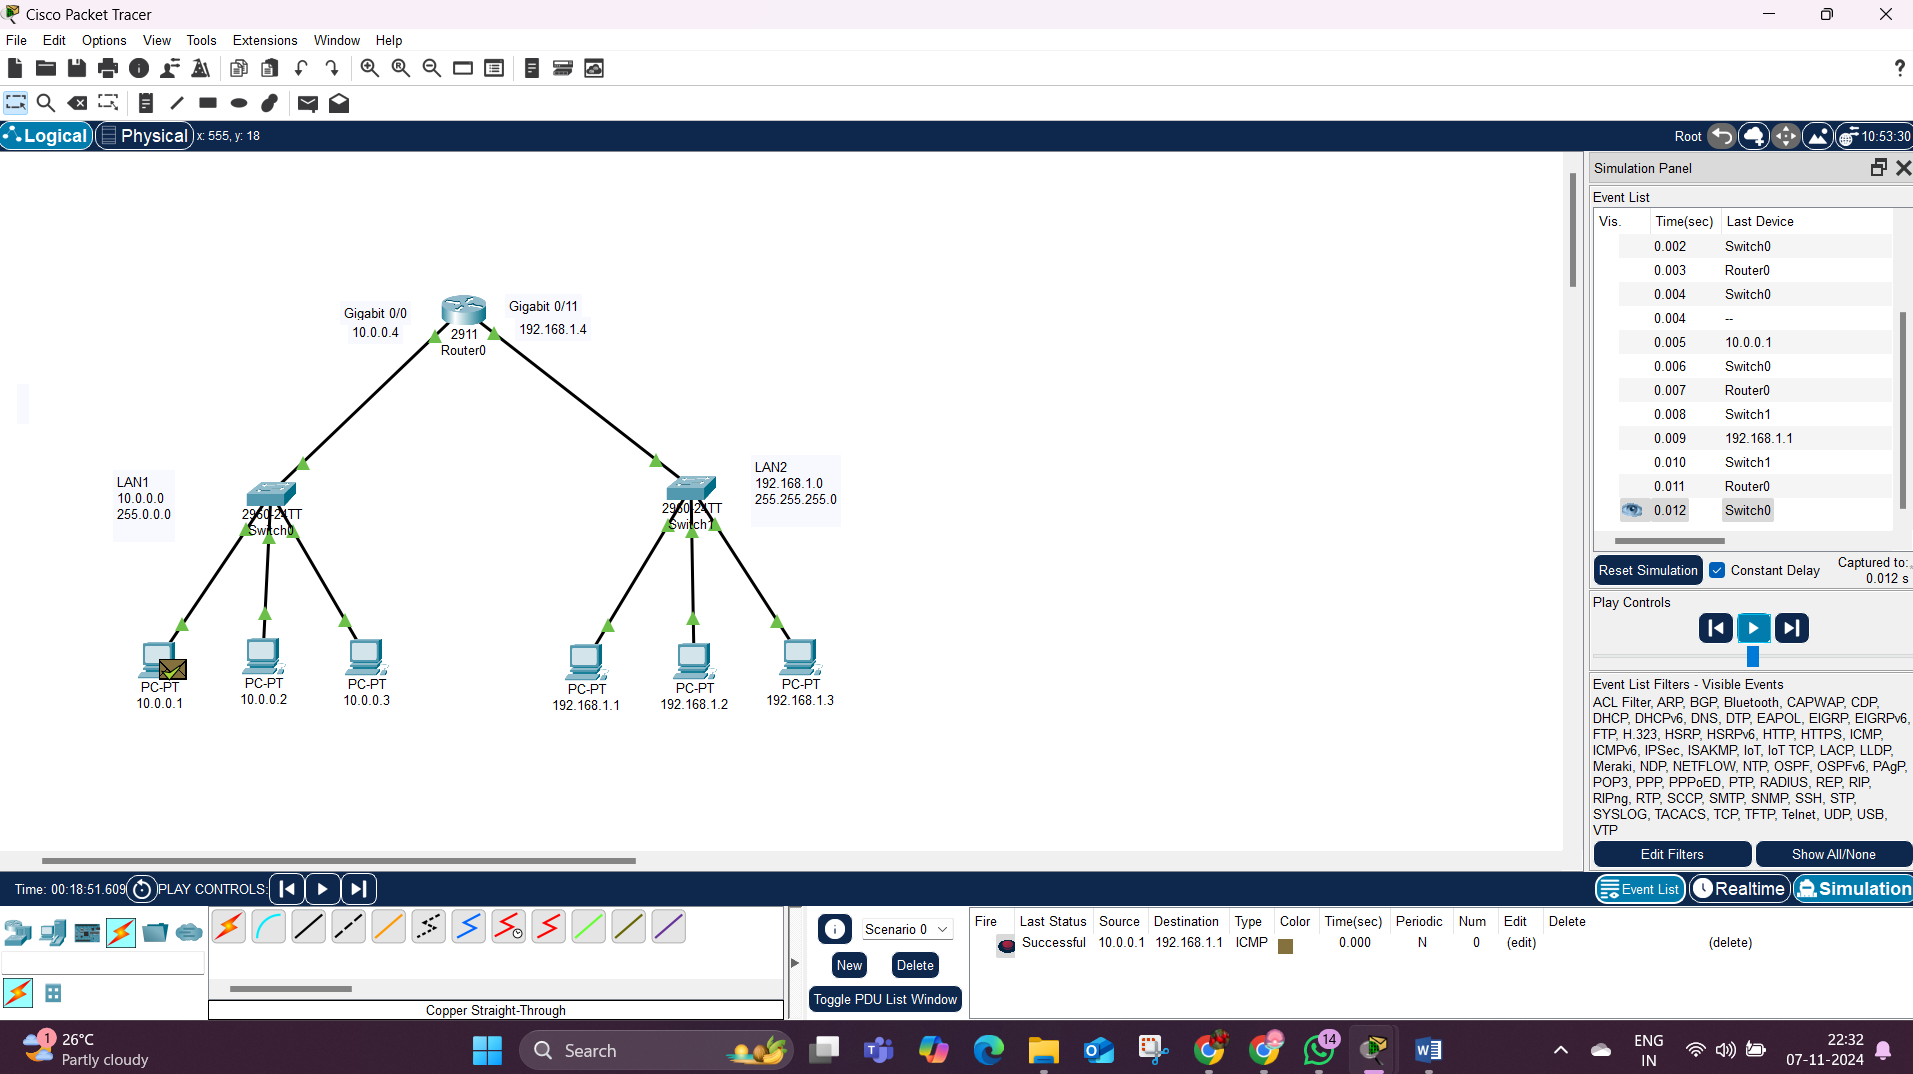 Cisco Packet Tracer
File Edit Options View Tools Extensions Window Help
?
Logical Physical x: 555, y: 18 Root 10:53:30
Simulation Panel
Event List
Vis. Time(sec) Last Device
0.002 Switch0
0.003 Router0
0.004 Switch0
0.004 --
0.005 10.0.0.1
0.006 Switch0
0.007 Router0
0.008 Switch1
0.009 192.168.1.1
0.010 Switch1
0.011 Router0
0.012 Switch0
Reset Simulation Constant Delay Captured to:
0.012 s
Play Controls
Event List Filters - Visible Events
ACL Filter, ARP, BGP, Bluetooth, CAPWAP, CDP,
DHCP, DHCPv6, DNS, DTP, EAPOL, EIGRP, EIGRPv6,
FTP, H.323, HSRP, HSRPv6, HTTP, HTTPS, ICMP,
ICMPv6, IPSec, ISAKMP, IoT, IoT TCP, LACP, LLDP,
Meraki, NDP, NETFLOW, NTP, OSPF, OSPFv6, PAgP,
POP3, PPP, PPPoED, PTP, RADIUS, REP, RIP,
RIPng, RTP, SCCP, SMTP, SNMP, SSH, STP,
SYSLOG, TACACS, TCP, TFTP, Telnet, UDP, USB,
VTP
Edit Filters Show All/None
Gigabit 0/0
10.0.0.4
2911
Router0
Gigabit 0/11
192.168.1.4
LAN1
10.0.0.0
255.0.0.0
2960-24TT
Switch0
2960-24TT
Switch1
LAN2
192.168.1.0
255.255.255.0
PC-PT
10.0.0.1
PC-PT
10.0.0.2
PC-PT
10.0.0.3
PC-PT
192.168.1.1
PC-PT
192.168.1.2
PC-PT
192.168.1.3
Time: 00:18:51.609 PLAY CONTROLS: Event List Realtime Simulation
Copper Straight-Through
Scenario 0
New Delete
Toggle PDU List Window
Fire Last Status Source Destination Type Color Time(sec) Periodic Num Edit Delete
Successful 10.0.0.1 192.168.1.1 ICMP 0.000 N 0 (edit) (delete)
1
26°C
Partly cloudy
Search
14
ENG
IN
22:32
07-11-2024